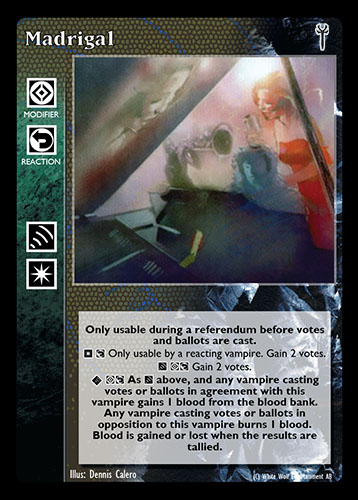 Madrigal
MODIFIER
REACTION
Only usable during a referendum before votes
and ballots are cast.
Only usable by a reacting vampire. Gain 2 votes.
Gain 2 votes.
As above, and any vampire casting
votes or ballots in agreement with this
vampire gains 1 blood from the blood bank.
Any vampire casting votes or ballots in
opposition to this vampire burns 1 blood.
Blood is gained or lost when the results are
tallied.
Illus: Dennis Calero
(C) White Wolf Entertainment AB